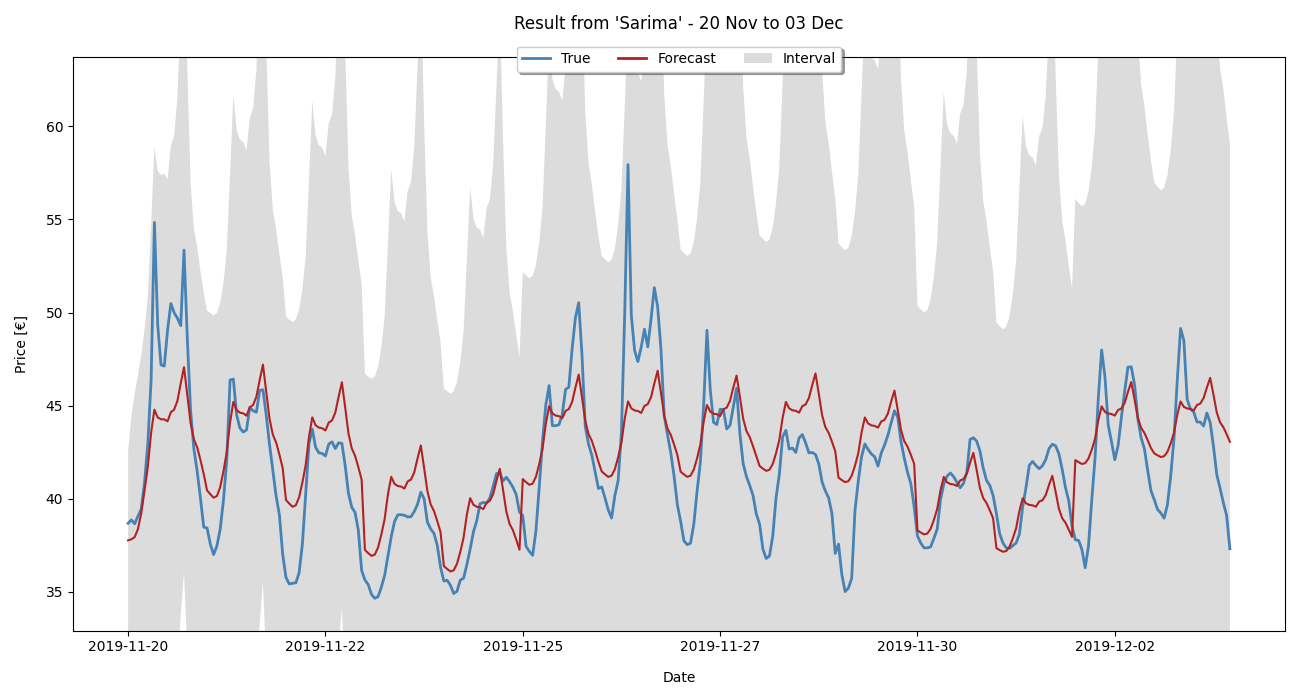 Result from 'Sarima' - 20 Nov to 03 Dec
True Forecast Interval
60
55
50
45
40
35
Price [€]
2019-11-20 2019-11-22 2019-11-25 2019-11-27 2019-11-30 2019-12-02
Date